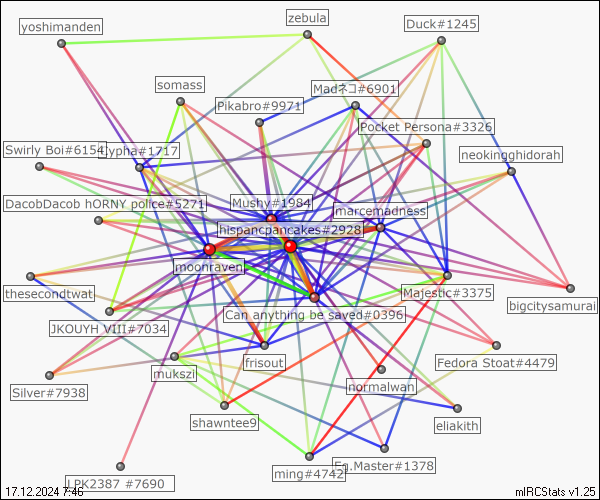 zebula
Duck#1245
yoshimanden
somass
Madネコ#6901
Pikabro#9971
Pocket Persona#3326
Swirly Boi#6154
hypha#1717
neokingghidorah
DacobDacob hORNY police#5271
Mushy#1984
marcemadness
hispancpancakes#2928
moonraven
thesecondtwat
Majestic#3375
bigcitysamurai
Can anything be saved#0396
JKOUYH VIII#7034
frisout
Fedora Stoat#4479
mukszi
normalwan
Silver#7938
shawntee9
eliakith
En.Master#1378
ming#4742
LPK2387 #7690
17.12.2024 7:46
mIRCStats v1.25